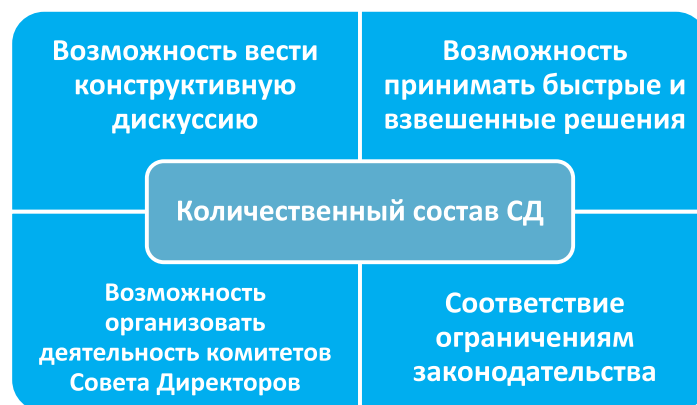 Возможность вести
конструктивную
дискуссию
Возможность
принимать быстрые и
взвешенные решения
Количественный состав СД
Возможность
организовать
деятельность комитетов
Совета Директоров
Соответствие
ограничениям
законодательства